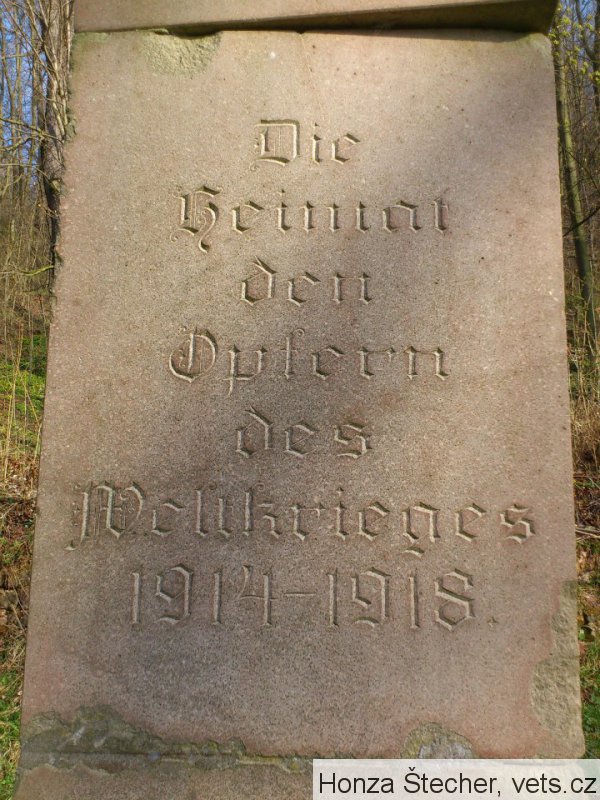 Die
Heimat
den
Opfern
des
Weltkrieges
1914-1918.
Honza Štecher, vets.cz